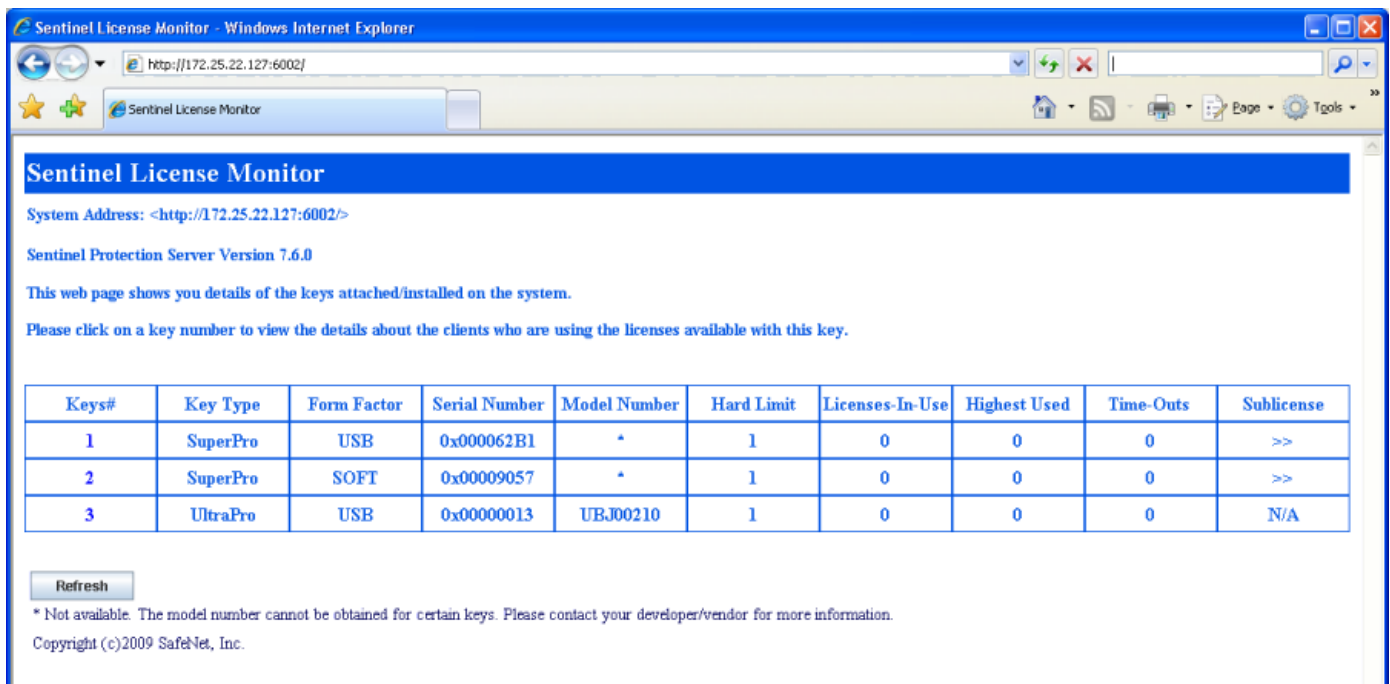 Sentinel License Monitor - Windows Internet Explorer
http://172.25.22.127:6002/
Sentinel License Monitor
Page
Tools
Sentinel License Monitor
System Address: <http://172.25.22.127:6002/>
Sentinel Protection Server Version 7.6.0
This web page shows you details of the keys attached/installed on the system.
Please click on a key number to view the details about the clients who are using the licenses available with this key.
Keys# Key Type Form Factor Serial Number Model Number Hard Limit Licenses-In-Use Highest Used Time-Outs Sublicense
1 SuperPro USB 0x000062B1 * 1 0 0 0 >>
2 SuperPro SOFT 0x00009057 * 1 0 0 0 >>
3 UltraPro USB 0x00000013 UBJ00210 1 0 0 0 N/A
Refresh
* Not available. The model number cannot be obtained for certain keys. Please contact your developer/vendor for more information.
Copyright (c)2009 SafeNet, Inc.